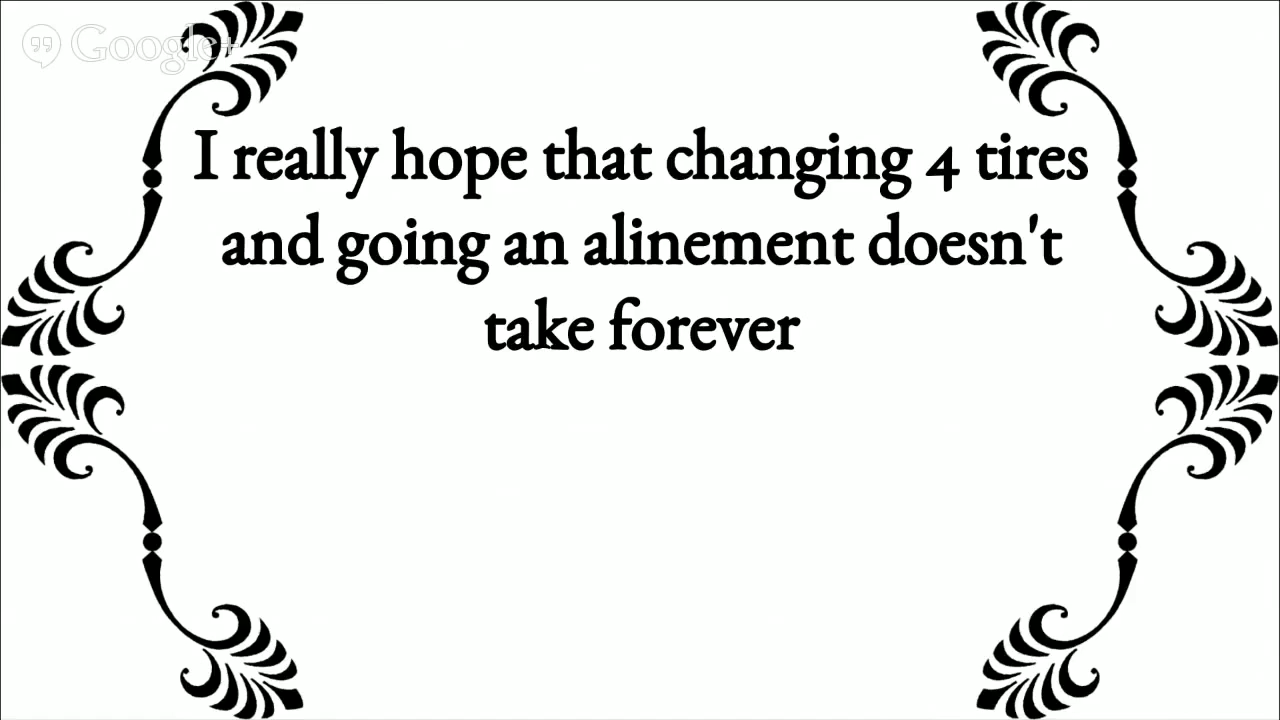 Google+
I really hope that changing 4 tires
and going an alinement doesn't
take forever